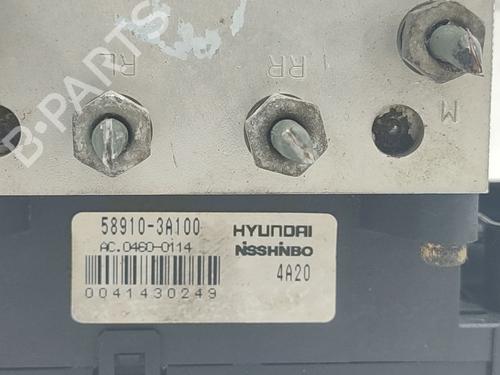 B-PARTS
RL
RR
M
58910-3A100
HYUNDAI
AC.0460-0114
NISSHINBO
4A20
0041430249